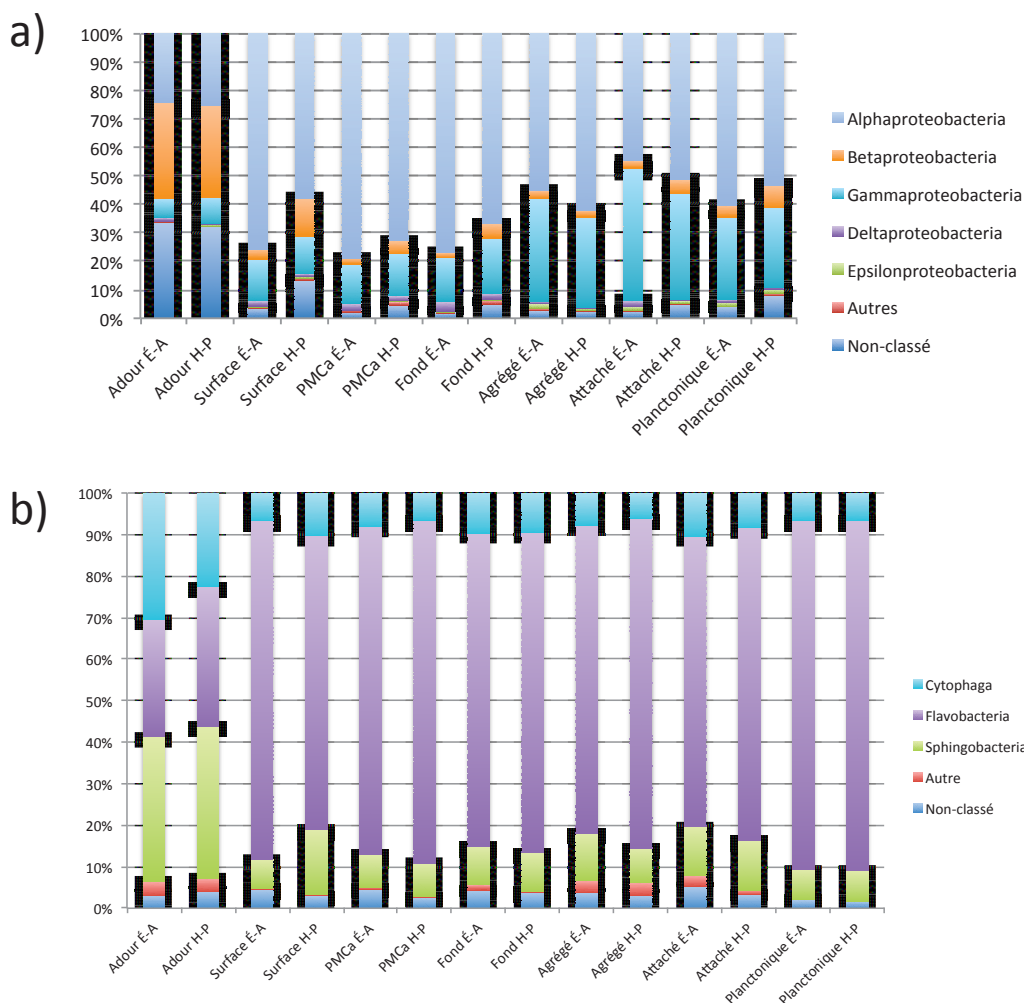 a)
100%
90%
80%
70%
60%
50%
40%
30%
20%
10%
0%
Adour É-A
Adour H-P
Surface É-A
Surface H-P
PMCa É-A
PMCa H-P
Fond É-A
Fond H-P
Agrégé É-A
Agrégé H-P
Attaché É-A
Attaché H-P
Planctonique É-A
Planctonique H-P
Alphaproteobacteria
Betaproteobacteria
Gammaproteobacteria
Deltaproteobacteria
Epsilonproteobacteria
Autres
Non-classé
b)
100%
90%
80%
70%
60%
50%
40%
30%
20%
10%
0%
Adour É-A
Adour H-P
Surface É-A
Surface H-P
PMCa É-A
PMCa H-P
Fond É-A
Fond H-P
Agrégé É-A
Agrégé H-P
Attaché É-A
Attaché H-P
Planctonique É-A
Planctonique H-P
Cytophaga
Flavobacteria
Sphingobacteria
Autre
Non-classé